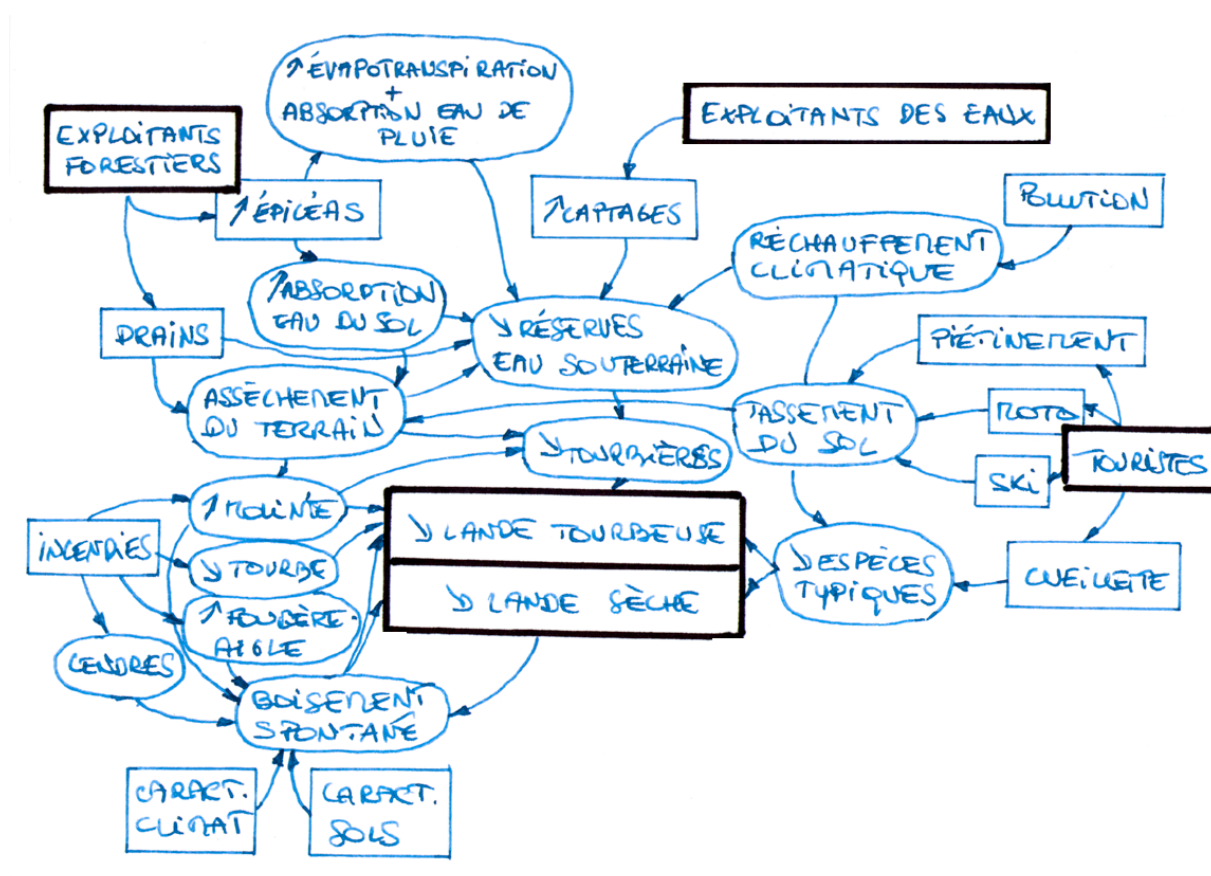 ↗ ÉVAPOTRANSPIRATION
+
ABSORPTION EAU DE
PLUIE
EXPLOITANTS DES EAUX
EXPLOITANTS
FORESTIERS
↗ ÉPICÉAS
↗ CAPTAGES
POLLUTION
RÉCHAUFFEMENT
CLIMATIQUE
↗ ABSORPTION
EAU DU SOL
DRAINS
↘ RÉSERVES
EAU SOUTERRAINE
PIÉTINEMENT
ASSÈCHEMENT
DU TERRAIN
TASSEMENT
DU SOL
MOTO
↘ TOURBIÈRES
TOURISTES
SKi
↗ MOLINIE
↘ LANDE TOURBEUSE
INCENDIES
↘ TOURBE
↘ ESPÈCES
TYPIQUES
CUEILLETTE
↘ LANDE SÈCHE
↗ FOUGÈRE-
AIGLE
CENDRES
BOISEMENT
SPONTANÉ
CARACT.
CLIMAT
CARACT.
SOLS